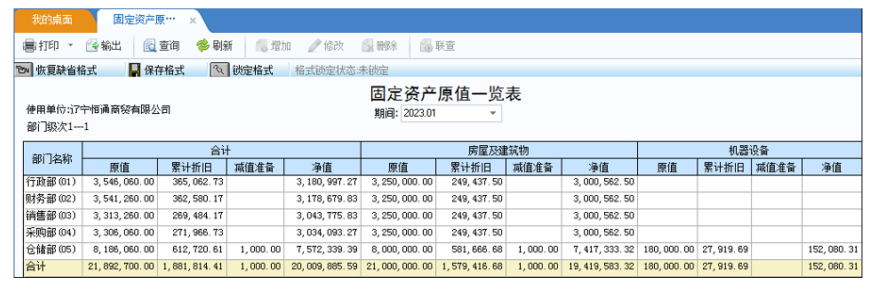 我的桌面 固定资产原… ×
打印 输出 查询 刷新 增加 修改 删除 联查
恢复缺省格式 保存格式 锁定格式 格式锁定状态:未锁定
固定资产原值一览表
使用单位:辽宁恒通商贸有限公司 期间: 2023.01
部门级次1---1
部门名称 合计 房屋及建筑物 机器设备
原值 累计折旧 减值准备 净值 原值 累计折旧 减值准备 净值 原值 累计折旧 减值准备 净值
行政部(01) 3,546,060.00 365,062.73 3,180,997.27 3,250,000.00 249,437.50 3,000,562.50
财务部(02) 3,541,260.00 362,580.17 3,178,679.83 3,250,000.00 249,437.50 3,000,562.50
销售部(03) 3,313,260.00 269,484.17 3,043,775.83 3,250,000.00 249,437.50 3,000,562.50
采购部(04) 3,306,060.00 271,966.73 3,034,093.27 3,250,000.00 249,437.50 3,000,562.50
仓储部(05) 8,186,060.00 612,720.61 1,000.00 7,572,339.39 8,000,000.00 581,666.68 1,000.00 7,417,333.32 180,000.00 27,919.69 152,080.31
合计 21,892,700.00 1,881,814.41 1,000.00 20,009,885.59 21,000,000.00 1,579,416.68 1,000.00 19,419,583.32 180,000.00 27,919.69 152,080.31